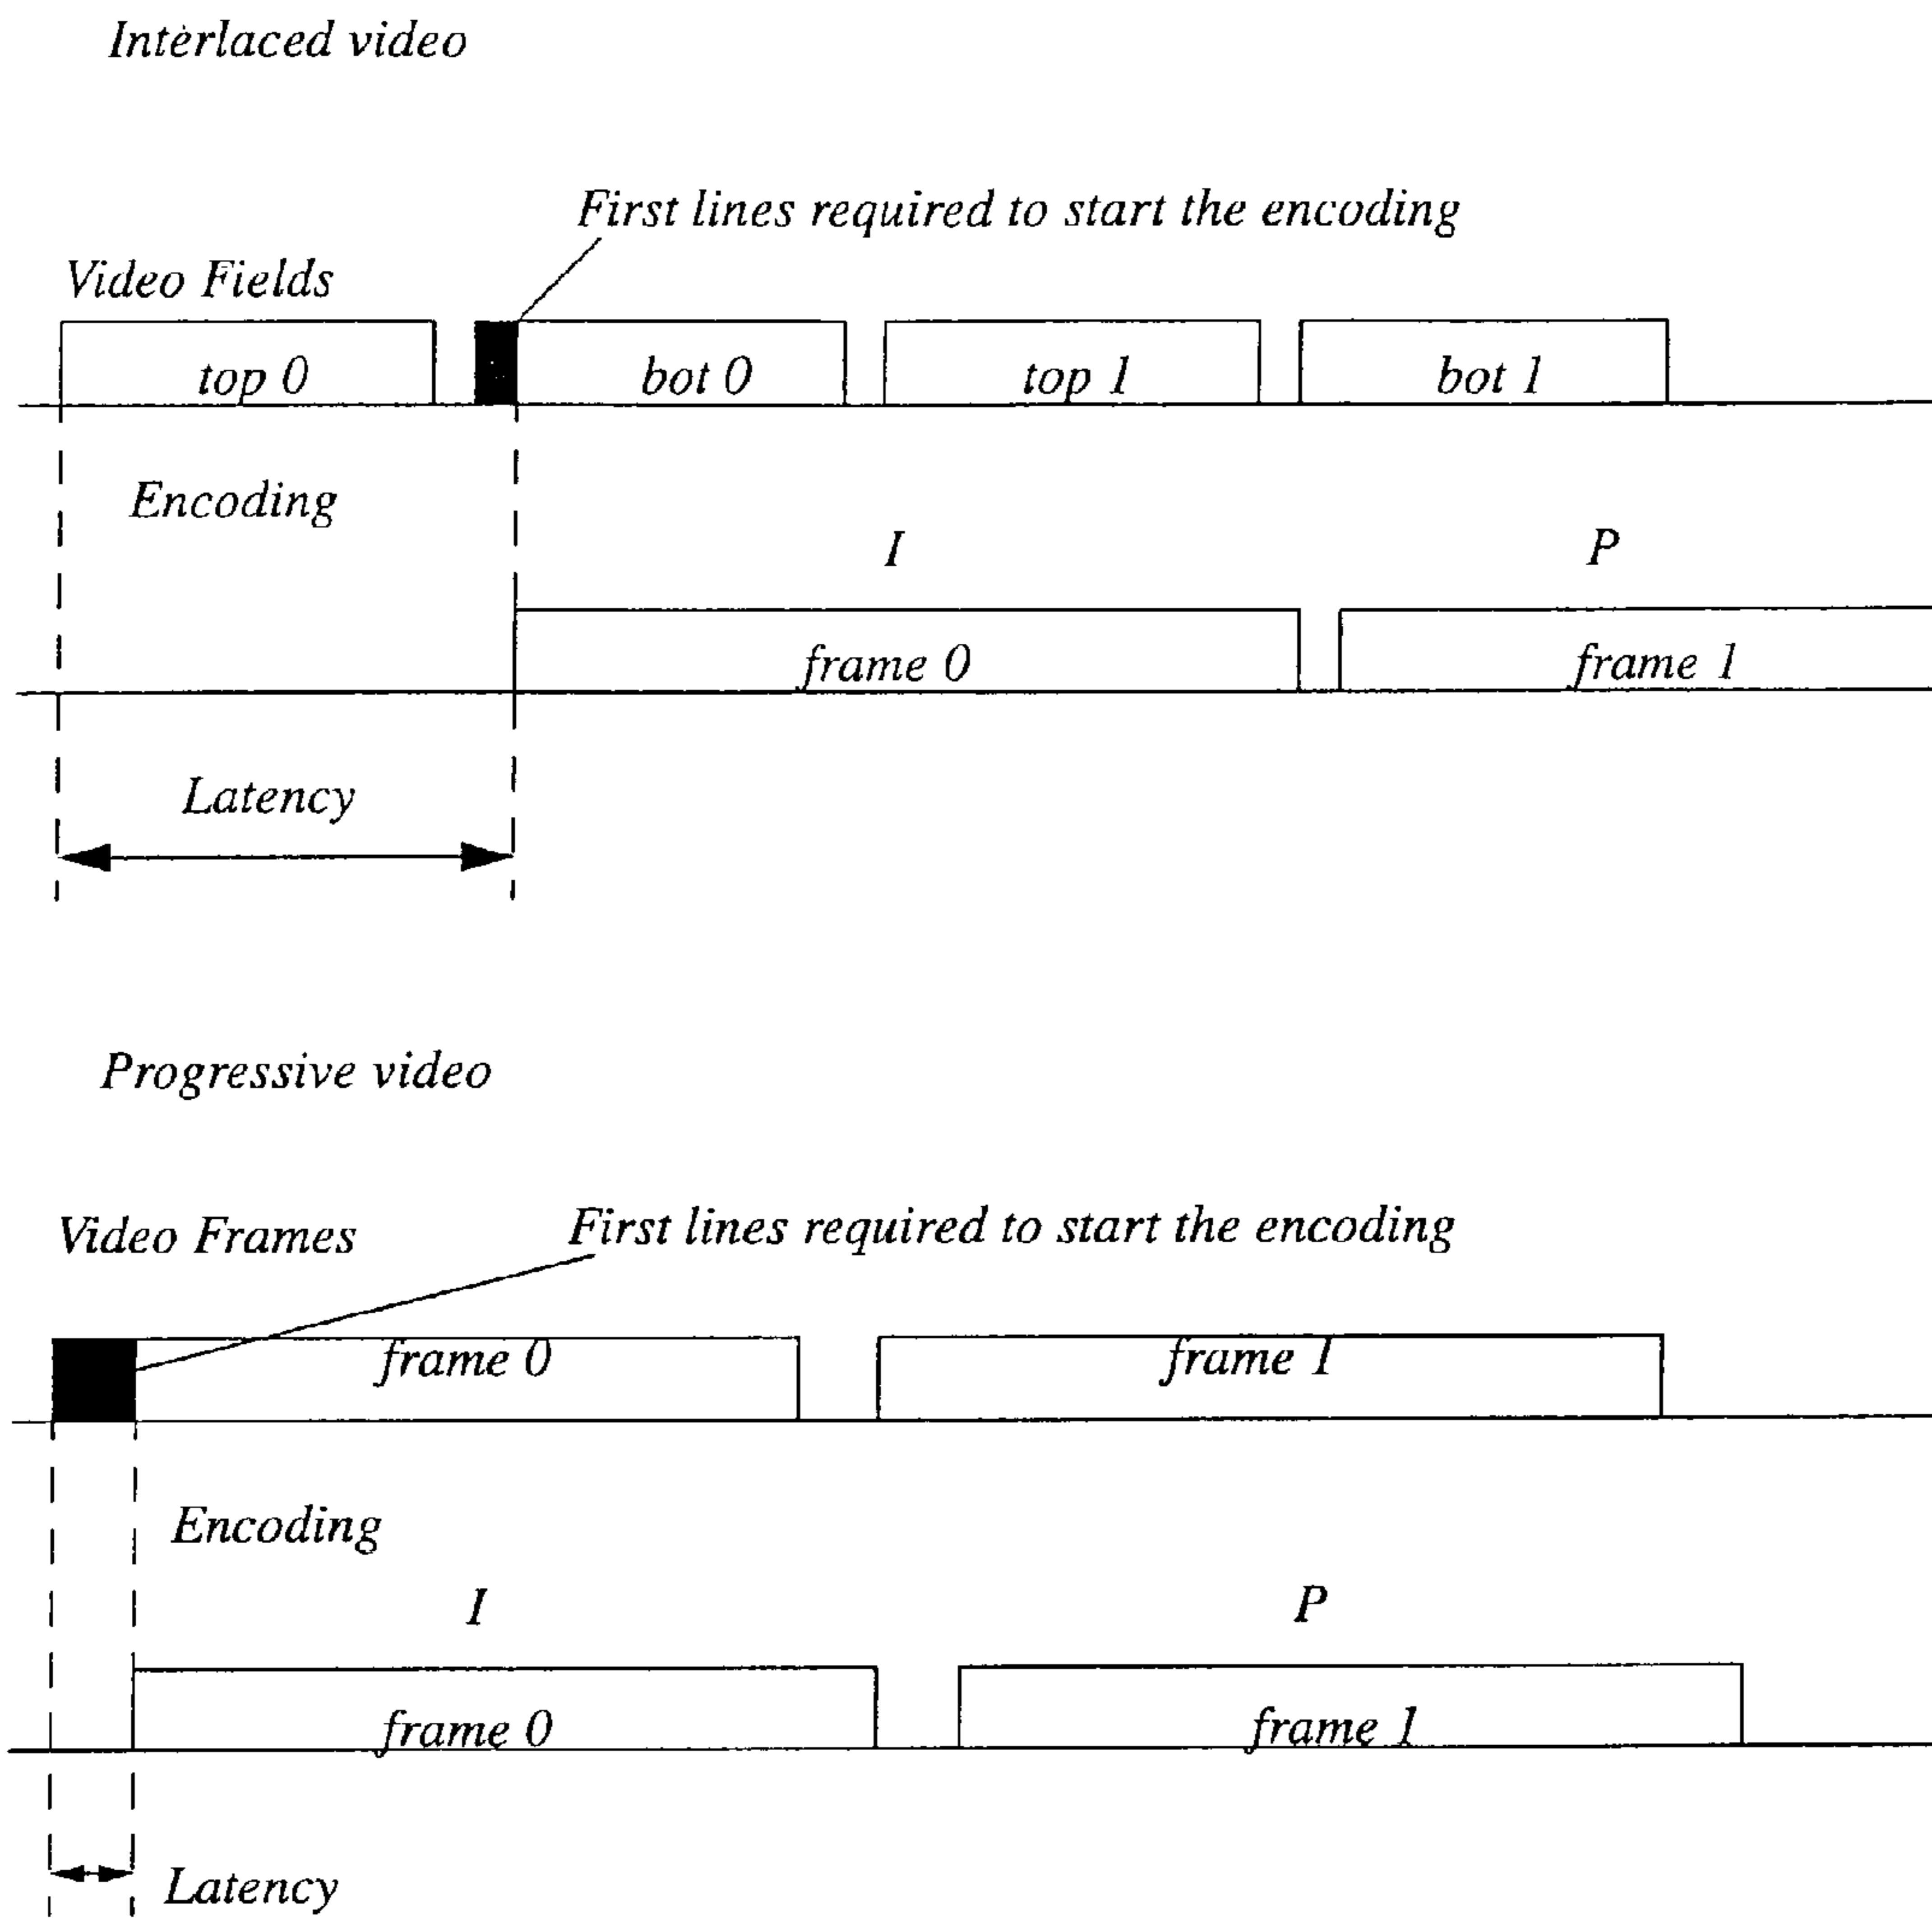 Interlaced video
First lines required to start the encoding
Video Fields
top 0
bot 0
top 1
bot 1
Encoding
I
P
frame 0
frame 1
Latency
Progressive video
Video Frames
First lines required to start the encoding
frame 0
frame 1
Encoding
I
P
frame 0
frame 1
Latency